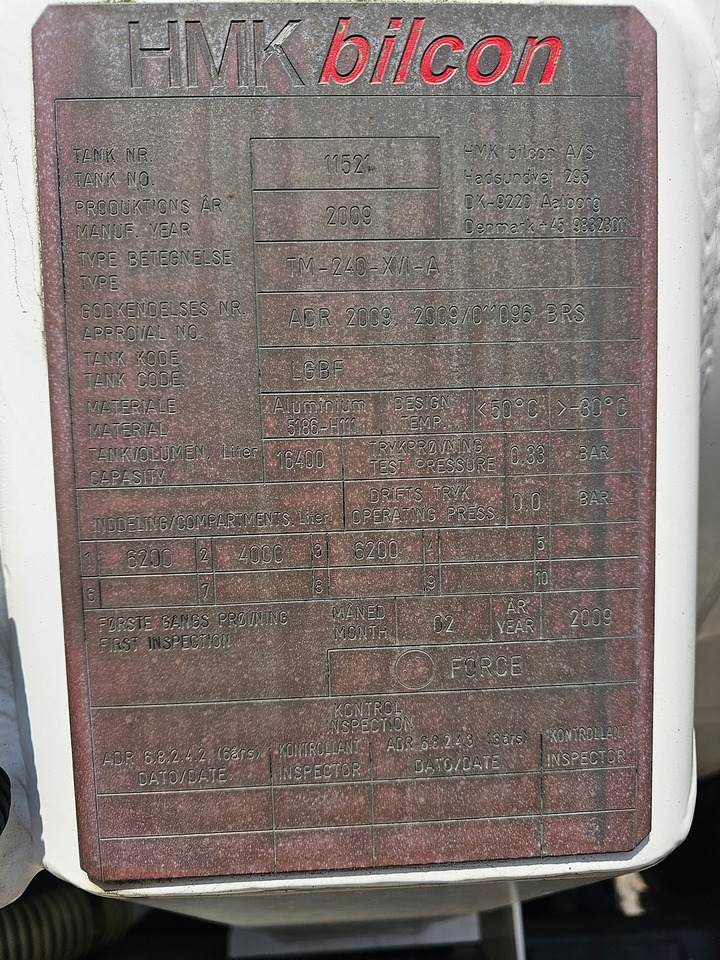 HMK bilcon
TANK NR. 11521 HMK bilcon A/S
TANK NO. Hadsundvej 295
PRODUKTIONS ÅR 2009 DK-9220 Aalborg
MANUF. YEAR Denmark +45
TYPE BETEGNELSE TM-240-XVI-A
TYPE
GODKENDELSES NR. ADR 2009, 2009/011096 BRS
APPROVAL NO.
TANK KODE LGBF
TANK CODE.
MATERIALE Aluminium DESIGN <50°C >-30°C
MATERIAL 5186-H111 TEMP.
TANKVOLUMEN, Liter 16400 TRYKPRØVNING 0.33 BAR
CAPACITY TEST PRESSURE
DRIFTS TRYK 0.0 BAR
INDDELING/COMPARTMENTS, Liter OPERATING PRESS.
1 6200 2 4000 3 6200 4 5
6 7 8 9 10
FØRSTE GANGS PRØVNING MÅNED 02 ÅR 2009
FIRST INSPECTION MONTH YEAR
FORCE
KONTROL
INSPECTION
ADR 6.8.2.4.2 (6års) KONTROLLANT ADR 6.8.2.4.3 (3års) KONTROLLANT
DATO/DATE INSPECTOR DATO/DATE INSPECTOR